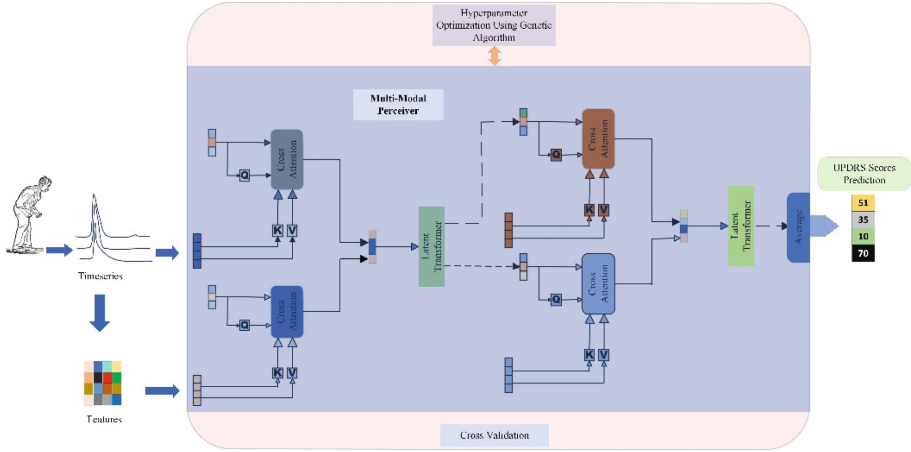 Hyperparameter
Optimization Using Genetic
Algorithm
Multi-Modal
Perceiver
Cross
Attention
Q
K
V
Cross
Attention
Q
K
V
Latent
Transformer
Cross
Attention
Q
K
V
Cross
Attention
Q
K
V
Latent
Transformer
Average
UPDRS Scores
Prediction
51
35
10
70
Timeseries
Teatures
Cross Validation